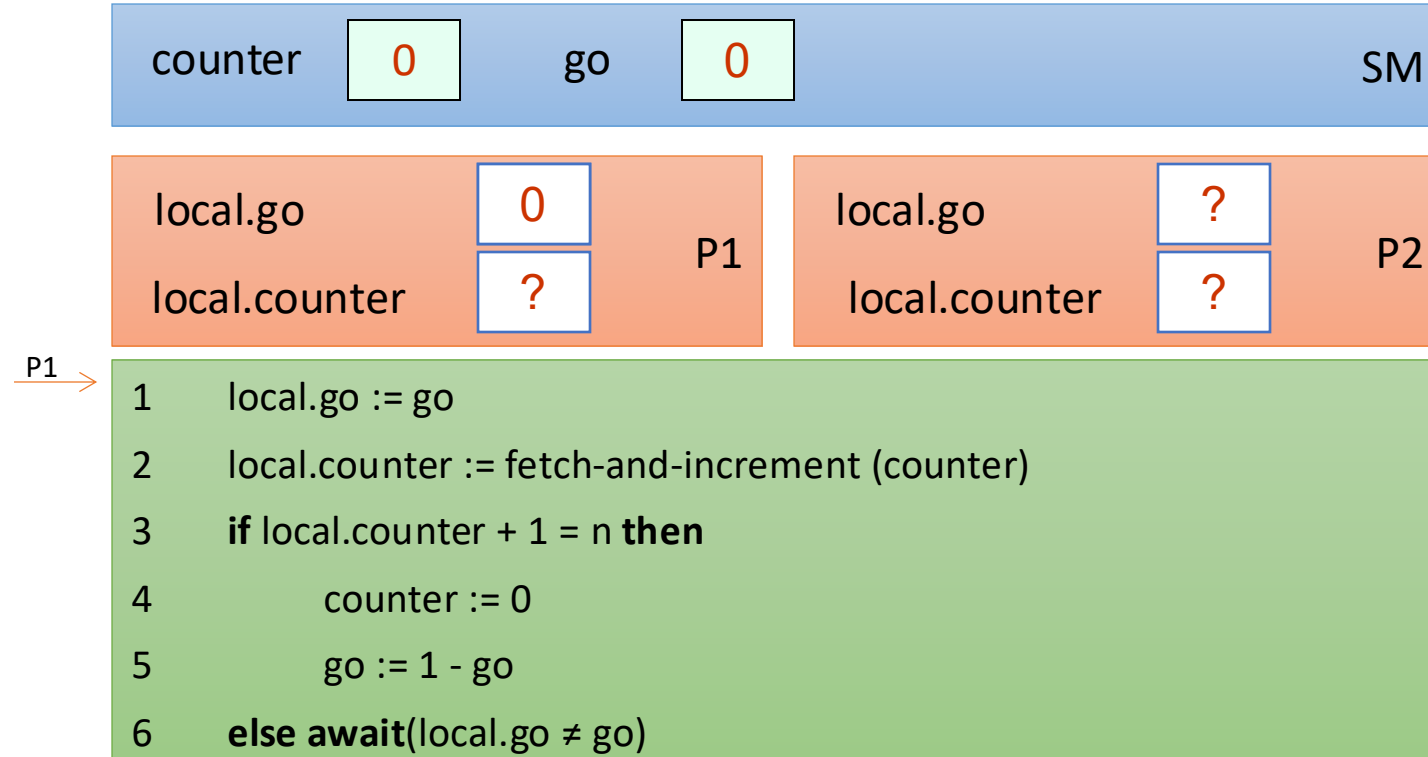 counter 0 go 0 SM
local.go 0 P1
local.counter ?
local.go ? P2
local.counter ?
P1
1 local.go := go
2 local.counter := fetch-and-increment (counter)
3 if local.counter + 1 = n then
4 counter := 0
5 go := 1 - go
6 else await(local.go ≠ go)